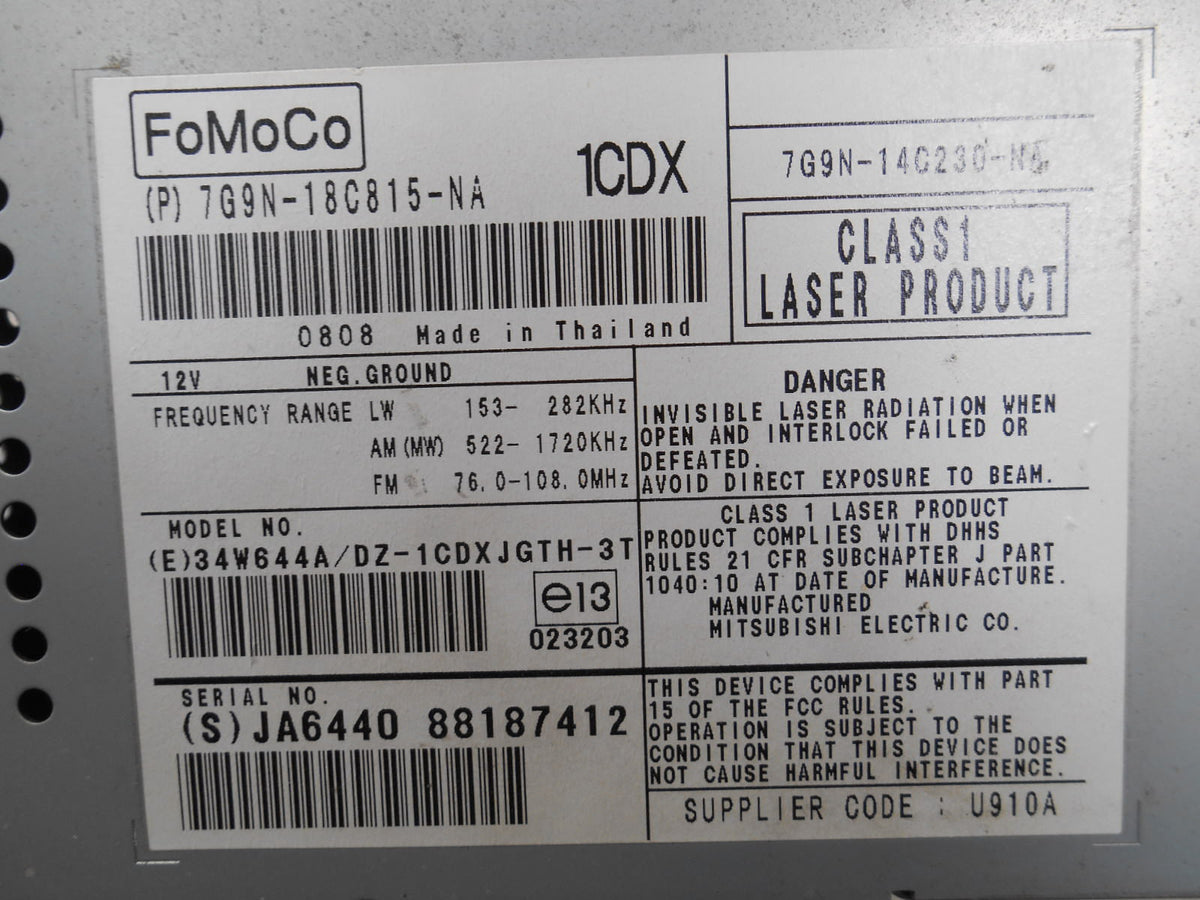 FoMoCo
1CDX
(P) 7G9N-18C815-NA
0808 Made in Thailand
7G9N-14C230-
CLASS1
LASER PRODUCT
12V NEG.GROUND
FREQUENCY RANGE LW 153- 282KHz
AM(MW) 522- 1720KHz
FM 76.0-108.0MHz
DANGER
INVISIBLE LASER RADIATION WHEN
OPEN AND INTERLOCK FAILED OR
DEFEATED.
AVOID DIRECT EXPOSURE TO BEAM.
MODEL NO.
(E)34W644A/DZ-1CDXJGTH-3T
e13
023203
CLASS 1 LASER PRODUCT
PRODUCT COMPLIES WITH DHHS
RULES 21 CFR SUBCHAPTER J PART
1040:10 AT DATE OF MANUFACTURE.
MANUFACTURED
MITSUBISHI ELECTRIC CO.
SERIAL NO.
(S)JA6440 88187412
THIS DEVICE COMPLIES WITH PART
15 OF THE FCC RULES.
OPERATION IS SUBJECT TO THE
CONDITION THAT THIS DEVICE DOES
NOT CAUSE HARMFUL INTERFERENCE.
SUPPLIER CODE : U910A